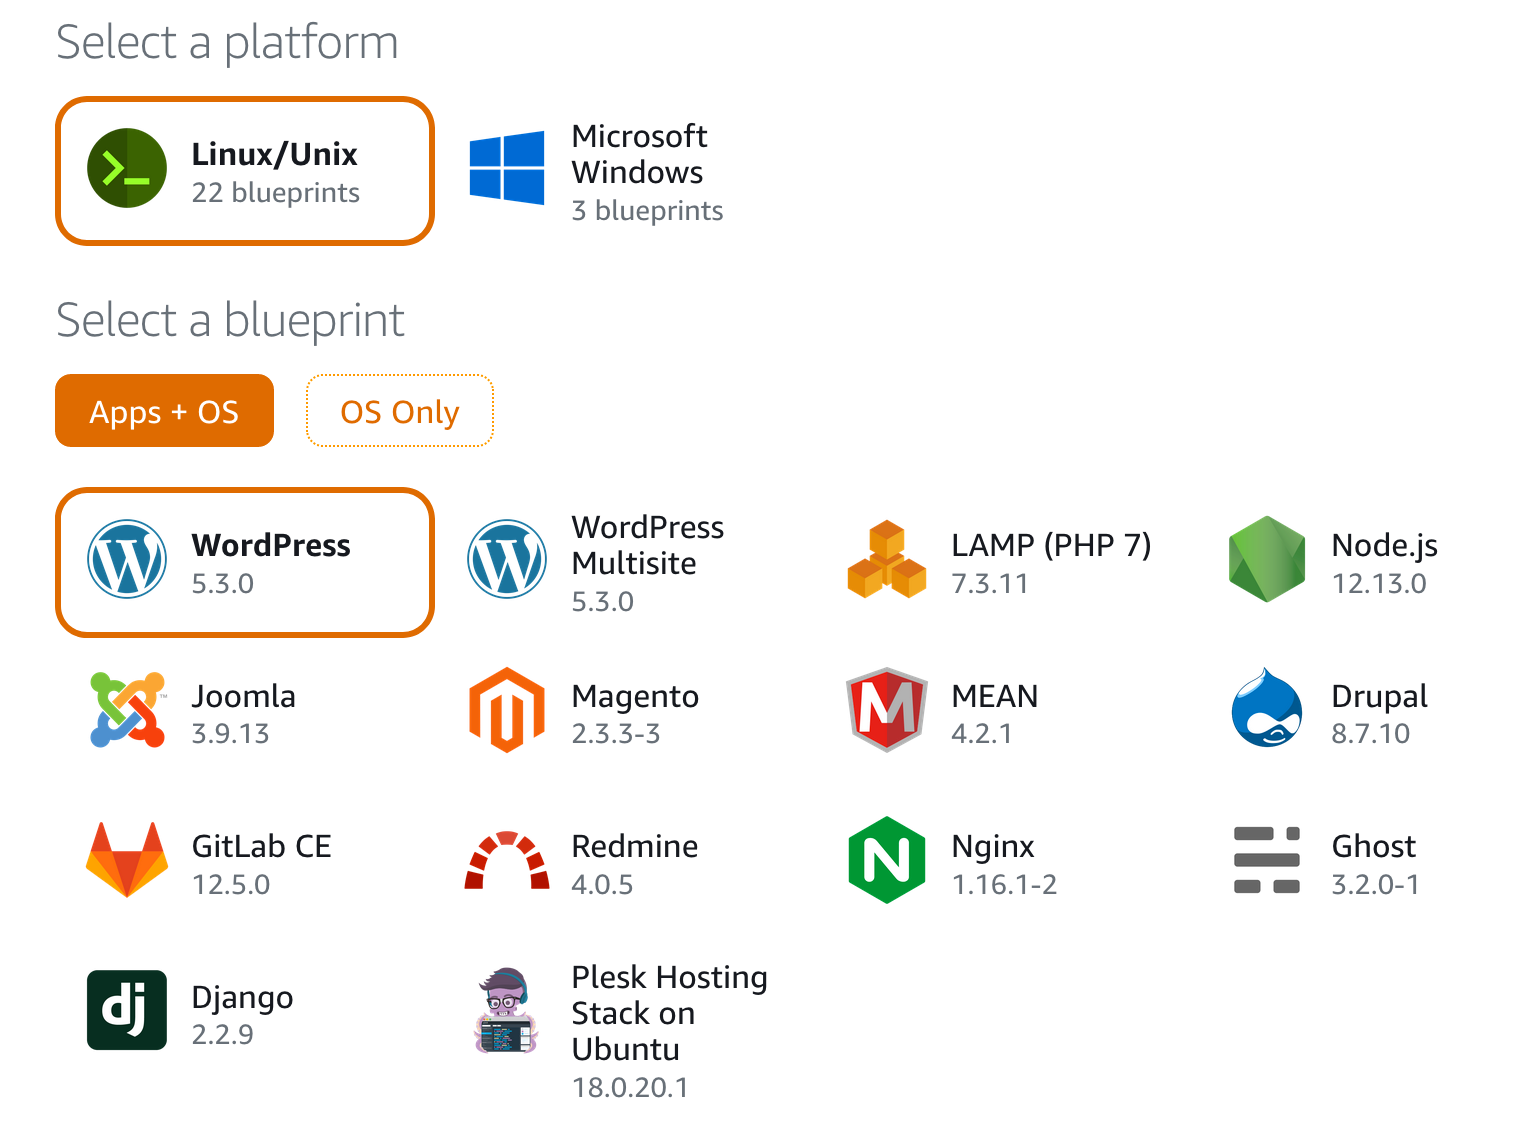 Select a platform
Linux/Unix
22 blueprints
Microsoft
Windows
3 blueprints
Select a blueprint
Apps + OS
OS Only
WordPress
5.3.0
WordPress
Multisite
5.3.0
LAMP (PHP 7)
7.3.11
Node.js
12.13.0
Joomla
3.9.13
Magento
2.3.3-3
MEAN
4.2.1
Drupal
8.7.10
GitLab CE
12.5.0
Redmine
4.0.5
Nginx
1.16.1-2
Ghost
3.2.0-1
dj
Django
2.2.9
Plesk Hosting
Stack on
Ubuntu
18.0.20.1